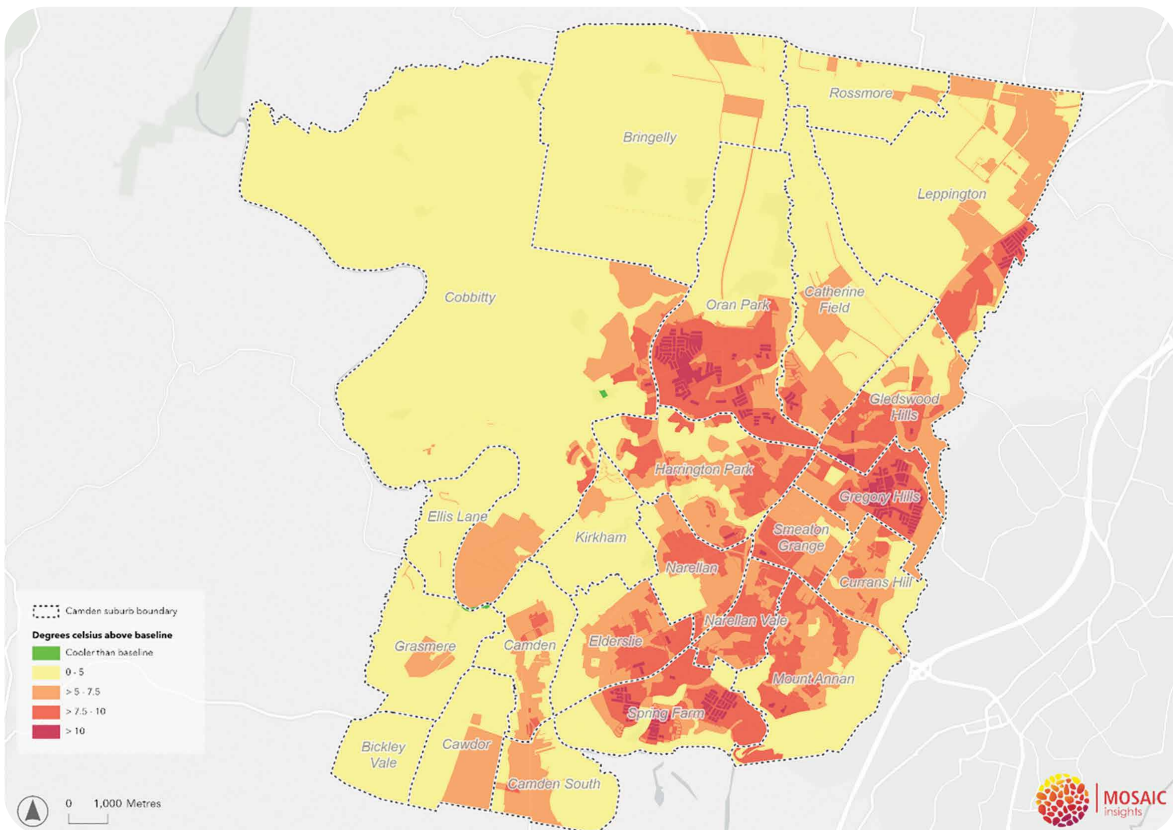 Rossmore
Bringelly
Leppington
Cobbitty
Oran Park
Catherine
Field
Gledswood
Hills
Harrington Park
Gregory Hills
Ellis Lane
Kirkham
Smeaton
Grange
Narellan
Currans Hill
Narellan Vale
Grasmere
Camden
Elderslie
Mount Annan
Spring Farm
Bickley
Vale
Cawdor
Camden South
Camden suburb boundary
Degrees celsius above baseline
Cooler than baseline
0 - 5
> 5 - 7.5
> 7.5 - 10
> 10
0 1,000 Metres
MOSAIC
insights